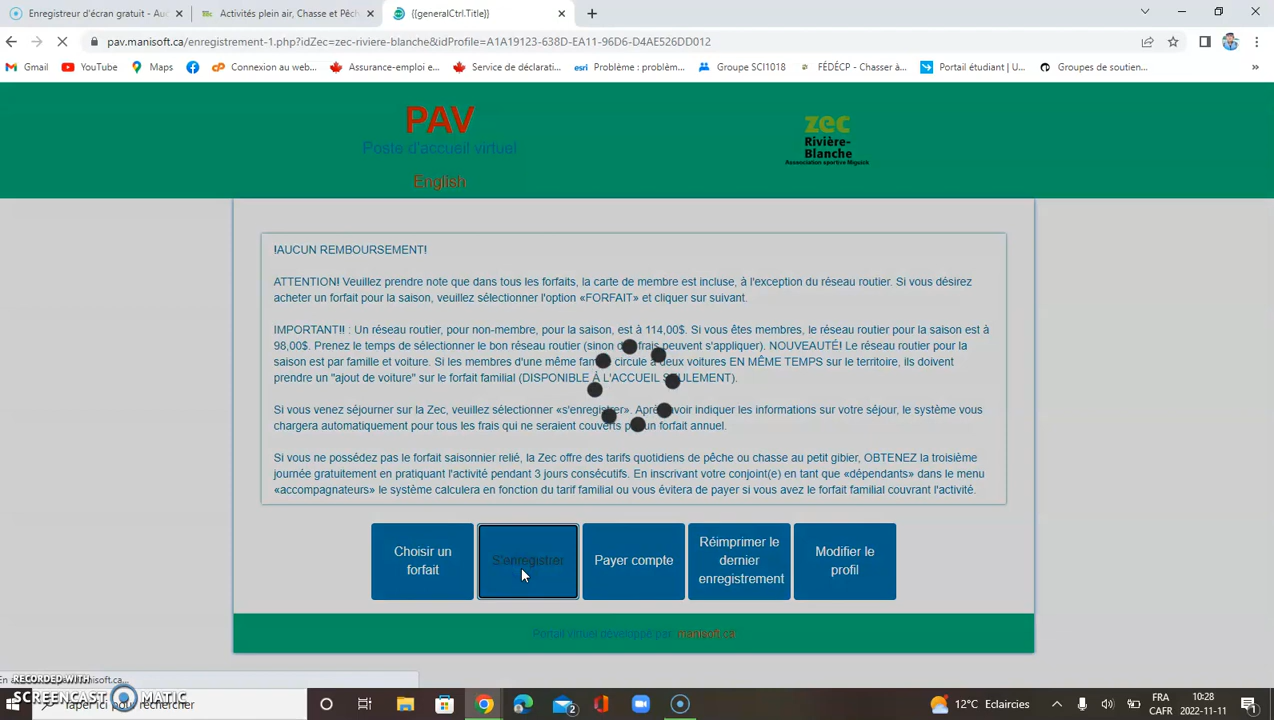 Enregistreur d'écran gratuit - Auc
Activités plein air, Chasse et Pêch
{{generalCtrl.Title}}
pav.manisoft.ca/enregistrement-1.php?idZec=zec-riviere-blanche&idProfile=A1A19123-638D-EA11-96D6-D4AE526DD012
Gmail
YouTube
Maps
Connexion au web...
Assurance-emploi e...
Service de déclarati...
Problème : problèm...
Groupe SCI1018
FÉDÉCP - Chasser à...
Portail étudiant | U...
Groupes de soutien...
PAV
Poste d'accueil virtuel
English
zec
Rivière-
Blanche
Association sportive Miguick
!AUCUN REMBOURSEMENT!
ATTENTION! Veuillez prendre note que dans tous les forfaits, la carte de membre est incluse, à l'exception du réseau routier. Si vous désirez
acheter un forfait pour la saison, veuillez sélectionner l'option «FORFAIT» et cliquer sur suivant.
IMPORTANT!! : Un réseau routier, pour non-membre, pour la saison, est à 114,00$. Si vous êtes membres, le réseau routier pour la saison est à
98,00$. Prenez le temps de sélectionner le bon réseau routier (sinon des frais peuvent s'appliquer). NOUVEAUTÉ! Le réseau routier pour la
saison est par famille et voiture. Si les membres d'une même famille circule à deux voitures EN MÊME TEMPS sur le territoire, ils doivent
prendre un "ajout de voiture" sur le forfait familial (DISPONIBLE À L'ACCUEIL SEULEMENT).
Si vous venez séjourner sur la Zec, veuillez sélectionner «s'enregistrer». Après avoir indiquer les informations sur votre séjour, le système vous
chargera automatiquement pour tous les frais qui ne seraient couverts par un forfait annuel.
Si vous ne possédez pas le forfait saisonnier relié, la Zec offre des tarifs quotidiens de pêche ou chasse au petit gibier, OBTENEZ la troisième
journée gratuitement en pratiquant l'activité pendant 3 jours consécutifs. En inscrivant votre conjoint(e) en tant que «dépendants» dans le menu
«accompagnateurs» le système calculera en fonction du tarif familial ou vous évitera de payer si vous avez le forfait familial couvrant l'activité.
Choisir un
forfait
S'enregistrer
Payer compte
Réimprimer le
dernier
enregistrement
Modifier le
profil
Portail virtuel développé par manisoft.ca
RECORDED WITH
SCREENCAST MATIC
Taper ici pour rechercher
2
12°C Eclaircies
FRA
CAFR
10:28
2022-11-11
1